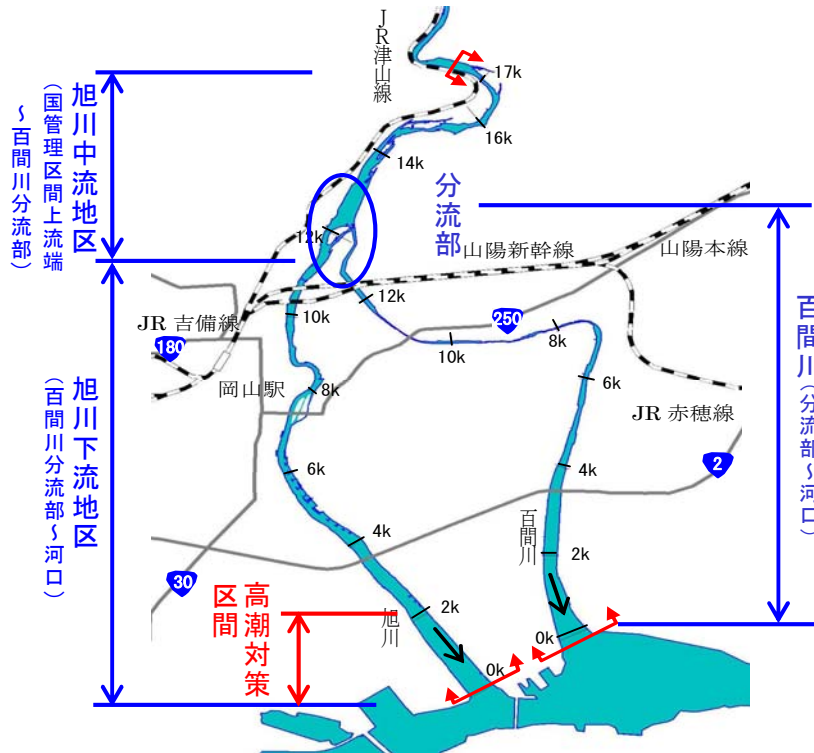 JR津山線
17k
16k
14k
12k
旭川中流地区
(国管理区間上流端
~百間川分流部)
分流部
山陽新幹線
山陽本線
12k
250
10k
10k
8k
JR 吉備線
180
岡山駅
8k
6k
JR 赤穂線
百間川
(分流部~河口)
旭川下流地区
(百間川分流部~河口)
2
6k
4k
4k
百間川
2k
30
高潮対策
区間
2k
旭川
0k
0k